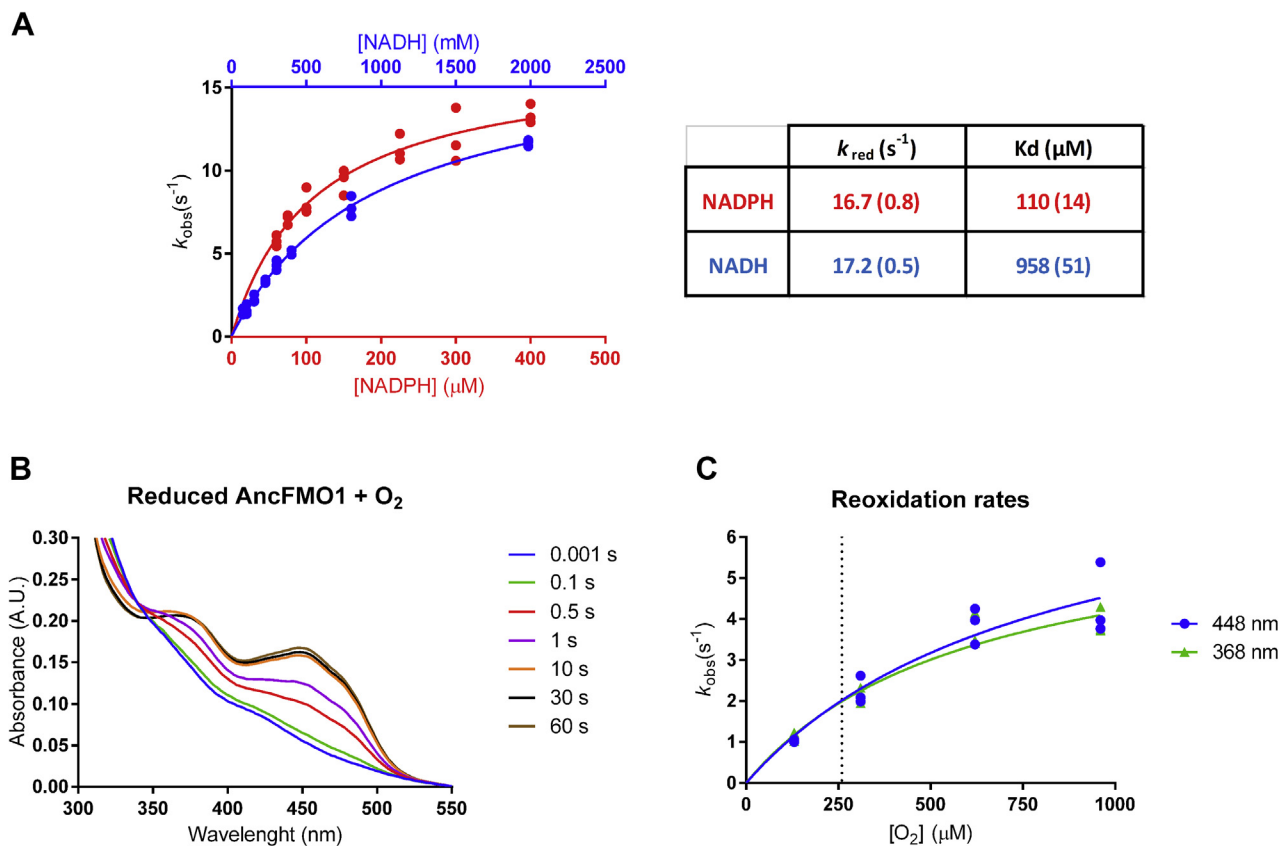 A
[NADH] (mM)
0 500 1000 1500 2000 2500
15
10
5
0
k_obs(s⁻¹)
0 100 200 300 400 500
[NADPH] (μM)
k_red (s⁻¹) Kd (μM)
NADPH 16.7 (0.8) 110 (14)
NADH 17.2 (0.5) 958 (51)
B
Reduced AncFMO1 + O₂
0.30
0.25
0.20
0.15
0.10
0.05
0.00
Absorbance (A.U.)
300 350 400 450 500 550
Wavelenght (nm)
0.001 s
0.1 s
0.5 s
1 s
10 s
30 s
60 s
C
Reoxidation rates
6
5
4
3
2
1
0
k_obs(s⁻¹)
0 250 500 750 1000
[O₂] (μM)
448 nm
368 nm